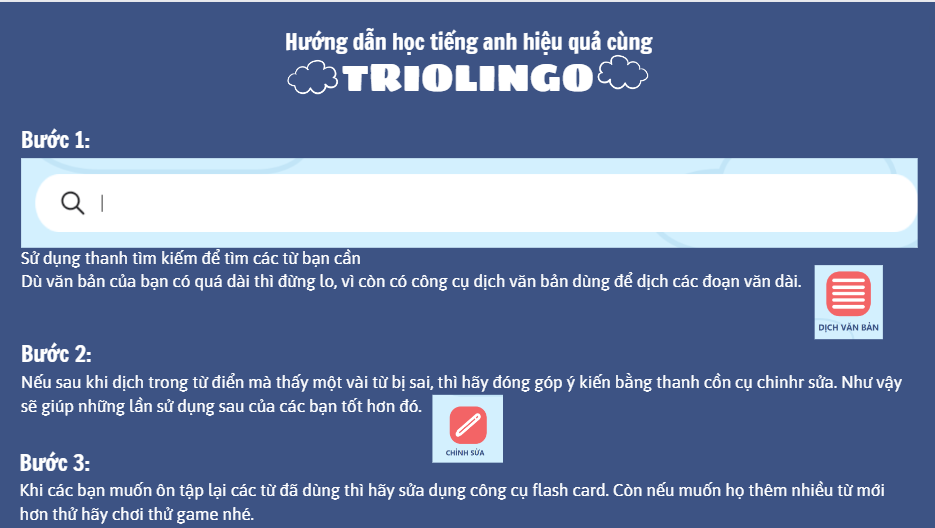 Hướng dẫn học tiếng anh hiệu quả cùng
TRIOLINGO
Bước 1:
Sử dụng thanh tìm kiếm để tìm các từ bạn cần
Dù văn bản của bạn có quá dài thì đừng lo, vì còn có công cụ dịch văn bản dùng để dịch các đoạn văn dài.
DỊCH VĂN BẢN
Bước 2:
Nếu sau khi dịch trong từ điển mà thấy một vài từ bị sai, thì hãy đóng góp ý kiến bằng thanh cồn cụ chinhr sửa. Như vậy
sẽ giúp những lần sử dụng sau của các bạn tốt hơn đó.
CHỈNH SỬA
Bước 3:
Khi các bạn muốn ôn tập lại các từ đã dùng thì hãy sửa dụng công cụ flash card. Còn nếu muốn họ thêm nhiều từ mới
hơn thử hãy chơi thử game nhé.